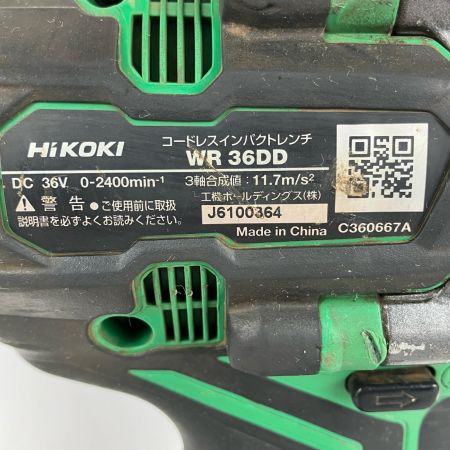 コードレスインパクトレンチ
HiKOKI WR 36DD
DC 36V 0-2400min⁻¹ 3軸合成値：11.7m/s²
警告 ●ご使用前に取扱説明書を必ずよくお読みください。
工機ホールディングス(株)
J6100364
Made in China C360667A